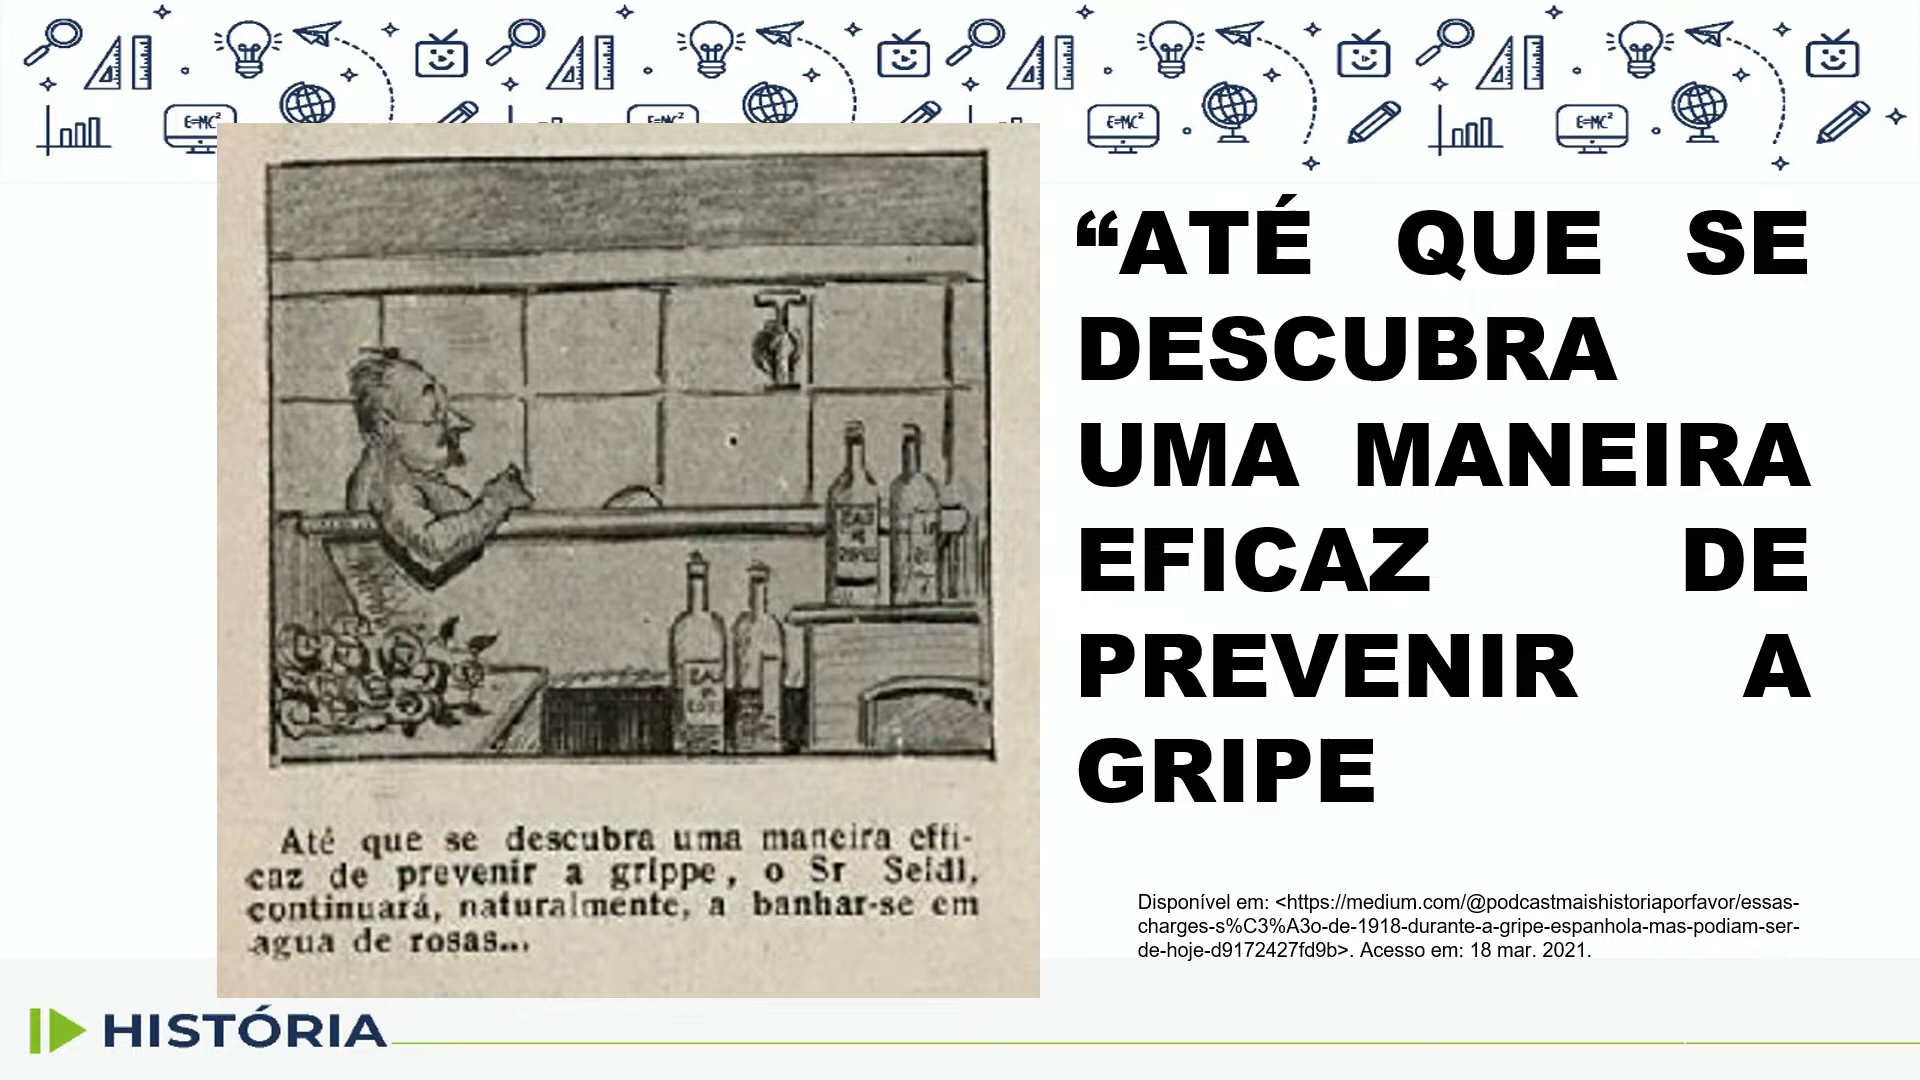 E=MC²
E=MC²
E=MC²
E=MC²
“ATÉ QUE SE
DESCUBRA
UMA MANEIRA
EFICAZ DE
PREVENIR A
GRIPE
Até que se descubra uma maneira effi-
caz de prevenir a grippe, o Sr Seidl,
continuará, naturalmente, a banhar-se em
agua de rosas...
Disponível em: <https://medium.com/@podcastmaishistoriaporfavor/essas-
charges-s%C3%A3o-de-1918-durante-a-gripe-espanhola-mas-podiam-ser-
de-hoje-d9172427fd9b>. Acesso em: 18 mar. 2021.
HISTÓRIA